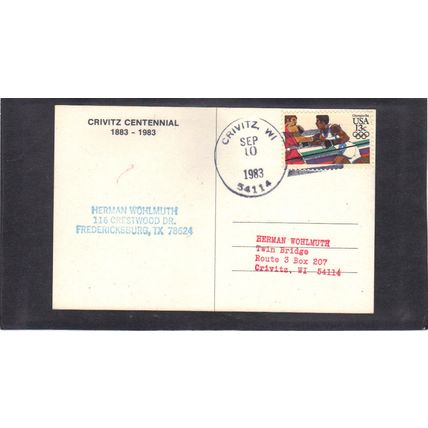 CRIVITZ CENTENNIAL
1883 - 1983
CRIVITZ, WI
SEP
10
1983
54114
USA
13c
HERMAN WOHLMUTH
116 CRESTWOOD DR.
FREDERICKSBURG, TX 78624
HERMAN WOHLMUTH
Twin Bridge
Route 3 Box 207
Crivitz, WI 54114